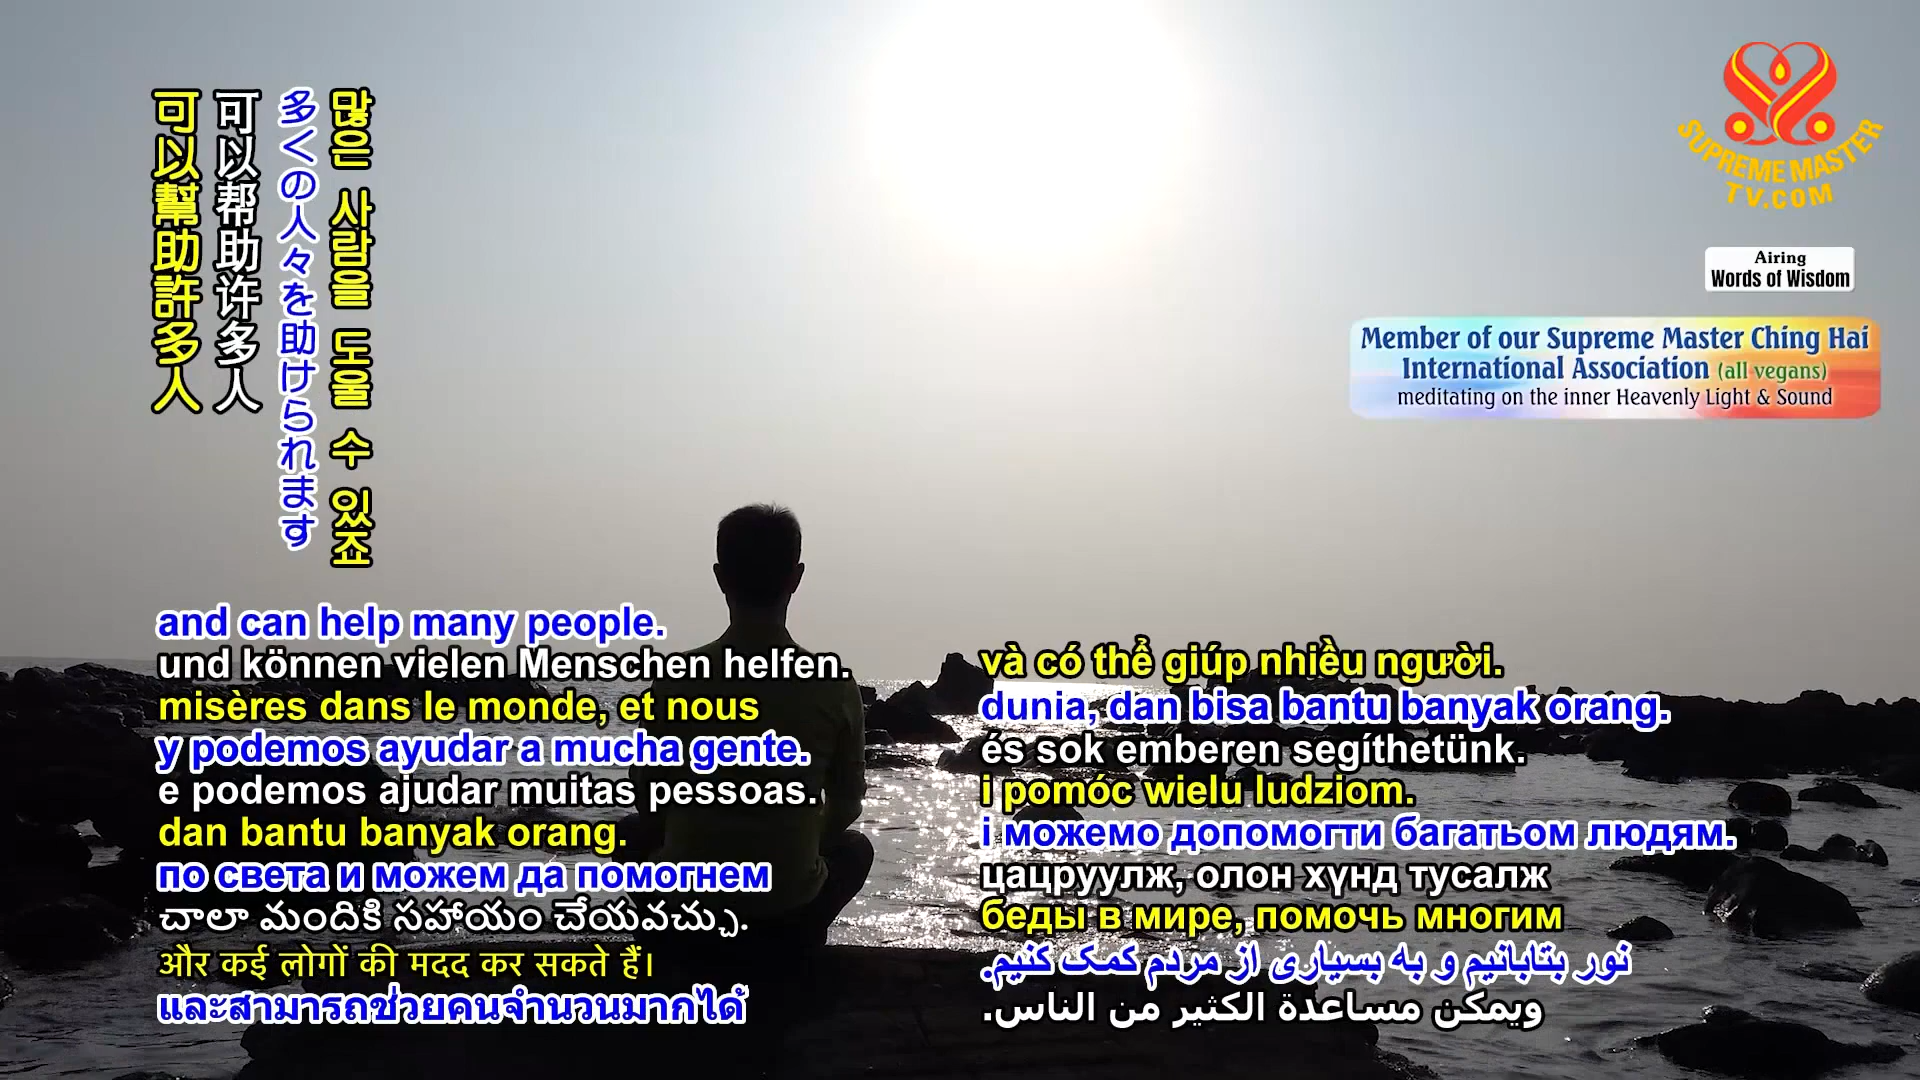 可以幫助許多人
可以帮助许多人
多くの人々を助けられます
많은 사람을 도울 수 있죠
SUPREME MASTER
TV.COM
Airing
Words of Wisdom
Member of our Supreme Master Ching Hai
International Association (all vegans)
meditating on the inner Heavenly Light & Sound
and can help many people.
und können vielen Menschen helfen.
misères dans le monde, et nous
y podemos ayudar a mucha gente.
e podemos ajudar muitas pessoas.
dan bantu banyak orang.
по света и можем да помогнем
చాలా మందికి సహాయం చేయవచ్చు.
और कई लोगों की मदद कर सकते हैं।
และสามารถช่วยคนจำนวนมากได้
và có thể giúp nhiều người.
dunia, dan bisa bantu banyak orang.
és sok emberen segíthetünk.
i pomóc wielu ludziom.
і можемо допомогти багатьом людям.
цацруулж, олон хүнд тусалж
беды в мире, помочь многим
نور بتابانیم و به بسیاری از مردم کمک کنیم.
ويمكن مساعدة الكثير من الناس.